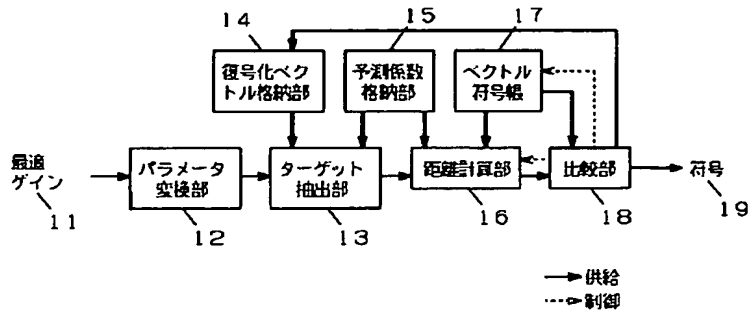 14
15
17
復号化ベク
トル格納部
予測係数
格納部
ベクトル
符号帳
最適
ゲイン
11
パラメータ
変換部
12
ターゲット
抽出部
13
距離計算部
16
比較部
18
符号
19
供給
制御